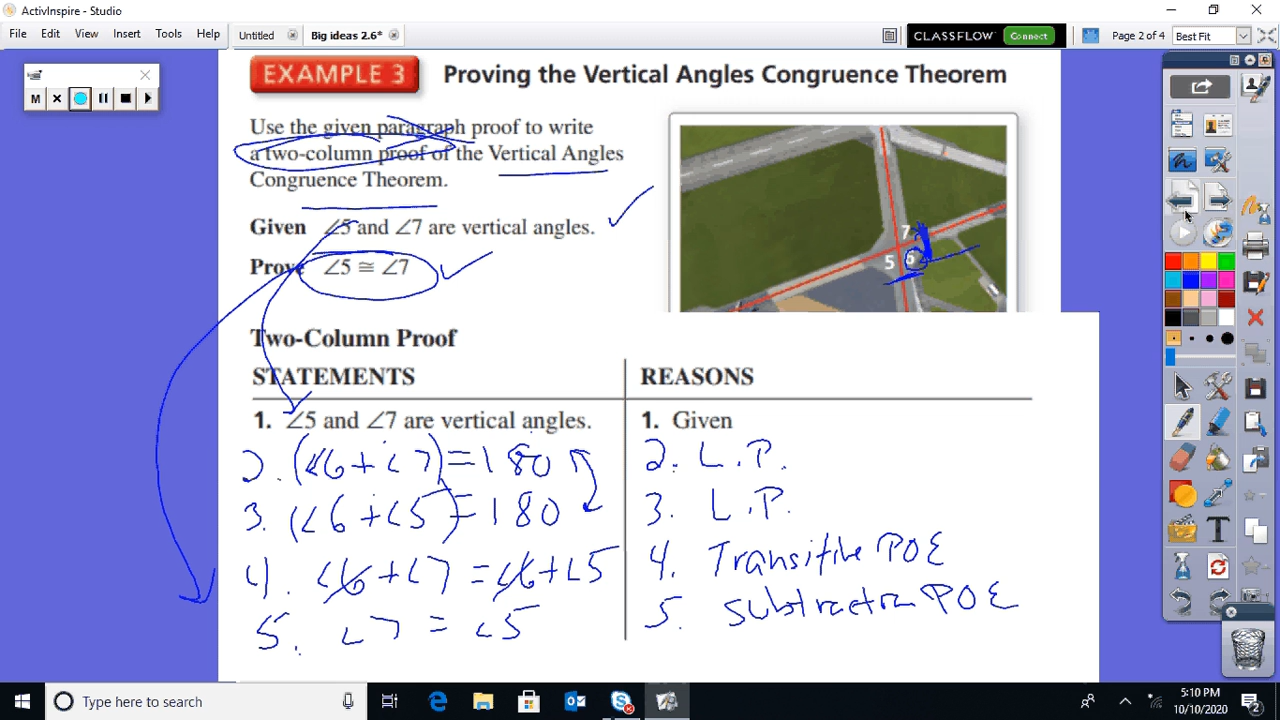 ActivInspire - Studio
File Edit View Insert Tools Help
Untitled
Big ideas 2.6*
CLASSFLOW Connect
Page 2 of 4
Best Fit
EXAMPLE 3 Proving the Vertical Angles Congruence Theorem
Use the given paragraph proof to write
a two-column proof of the Vertical Angles
Congruence Theorem.
Given ∠5 and ∠7 are vertical angles.
Prove ∠5 ≅ ∠7
7
5 6
Two-Column Proof
STATEMENTS REASONS
1. ∠5 and ∠7 are vertical angles. 1. Given
2. (∠6+∠7)=180 2. L.P.
3. (∠6+∠5)=180 3. L.P.
4. ∠6+∠7 =∠6+∠5 4. Transitive POE
5. ∠7 = ∠5 5. Subtraction POE
M
T
Type here to search
5:10 PM
10/10/2020
2